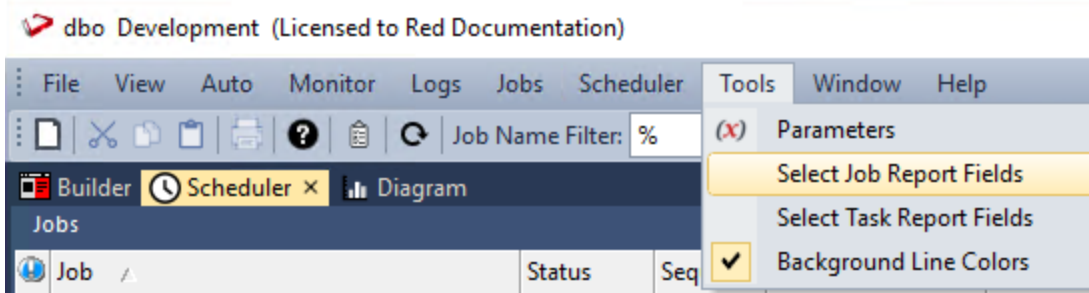 dbo Development (Licensed to Red Documentation)
File View Auto Monitor Logs Jobs Scheduler Tools Window Help
Job Name Filter: % (x) Parameters
Builder Scheduler × Diagram Select Job Report Fields
Jobs Select Task Report Fields
Job Status Seq Background Line Colors